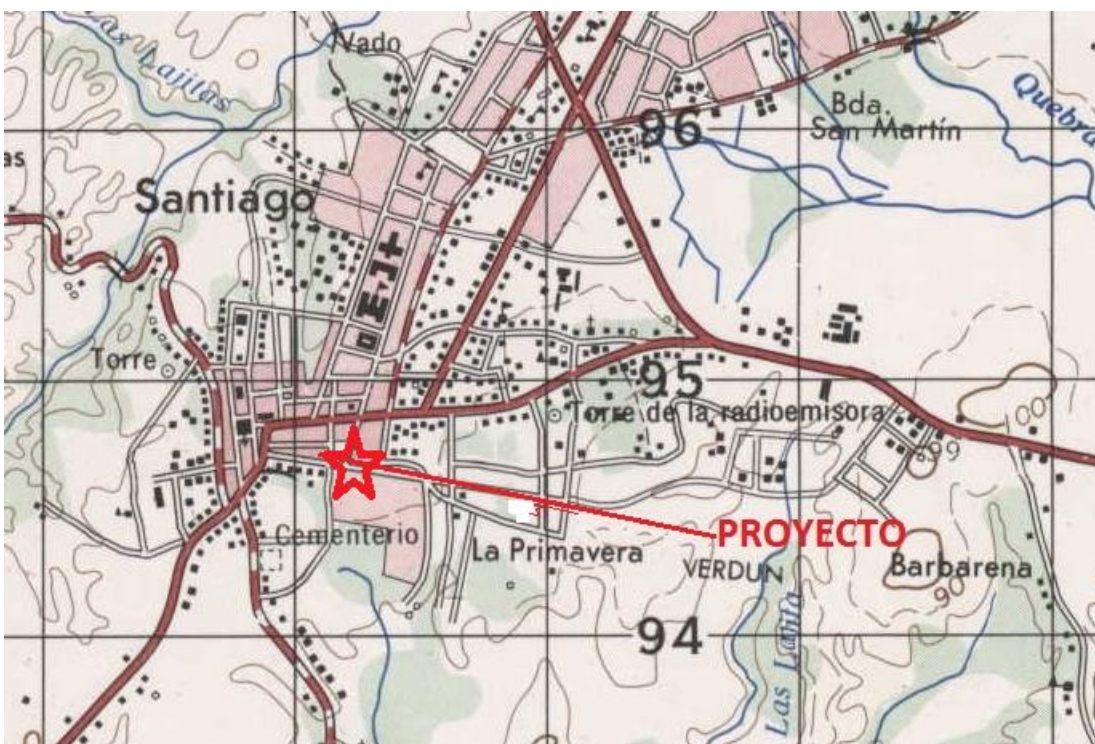 Las Lajitas
Vado
Bda.
San Martín
Quebra
96
as
Santiago
Torre
95
Torre de la radioemisora
100
99
PROYECTO
Cementerio
La Primavera
VERDUN
Barbarena
90
94
Las Lajita